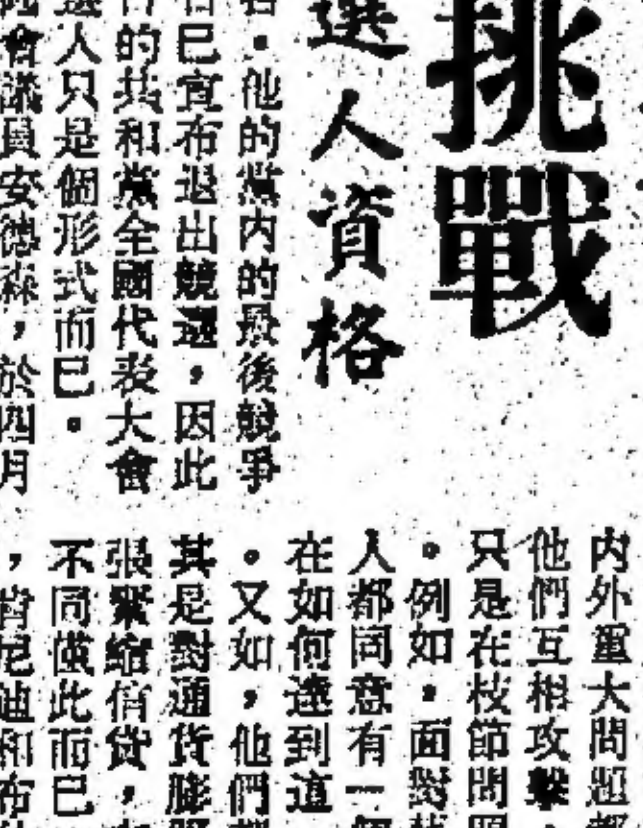 挑戰
選人資格
。他的黨內的最後競爭
已宣布退出競選，因此
的共和黨全國代表大會
選人只是個形式而已。
會議員安德森，於四月
內外重大問題都
他們互相攻擊，
只是在枝節問題
。例如，面對
人都同意有一個
在如何達到這
。又如，他們
其是對通貨膨脹
張緊縮信貸，
不同僅此而已
，肯尼迪和布